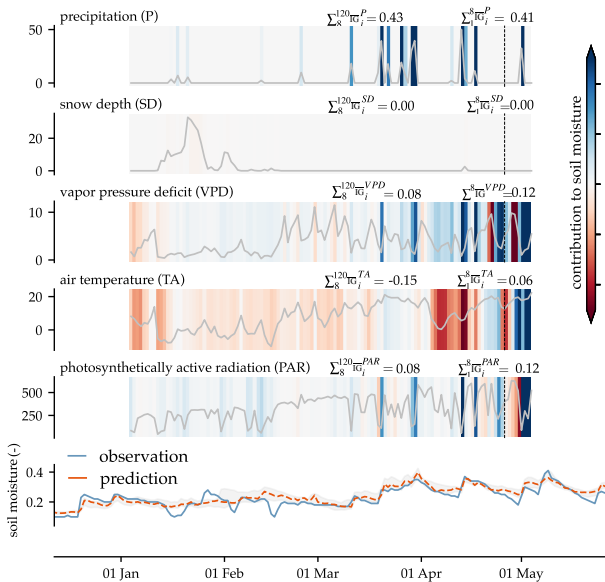 precipitation (P)
Σ₈¹²⁰ IG̅ᵢᴾ = 0.43
Σ₁⁸ IG̅ᵢᴾ = 0.41
50
0
snow depth (SD)
Σ₈¹²⁰ IG̅ᵢˢᴰ = 0.00
Σ₁⁸ IG̅ᵢˢᴰ = 0.00
20
0
vapor pressure deficit (VPD)
Σ₈¹²⁰ IG̅ᵢⱽᴾᴰ = 0.08
Σ₁⁸ IG̅ᵢⱽᴾᴰ = 0.12
10
0
air temperature (TA)
Σ₈¹²⁰ IG̅ᵢᵀᴬ = -0.15
Σ₁⁸ IG̅ᵢᵀᴬ = 0.06
20
0
photosynthetically active radiation (PAR)
Σ₈¹²⁰ IG̅ᵢᴾᴬᴿ = 0.08
Σ₁⁸ IG̅ᵢᴾᴬᴿ = 0.12
500
250
contribution to soil moisture
soil moisture (-)
0.4
0.2
observation
prediction
01 Jan
01 Feb
01 Mar
01 Apr
01 May